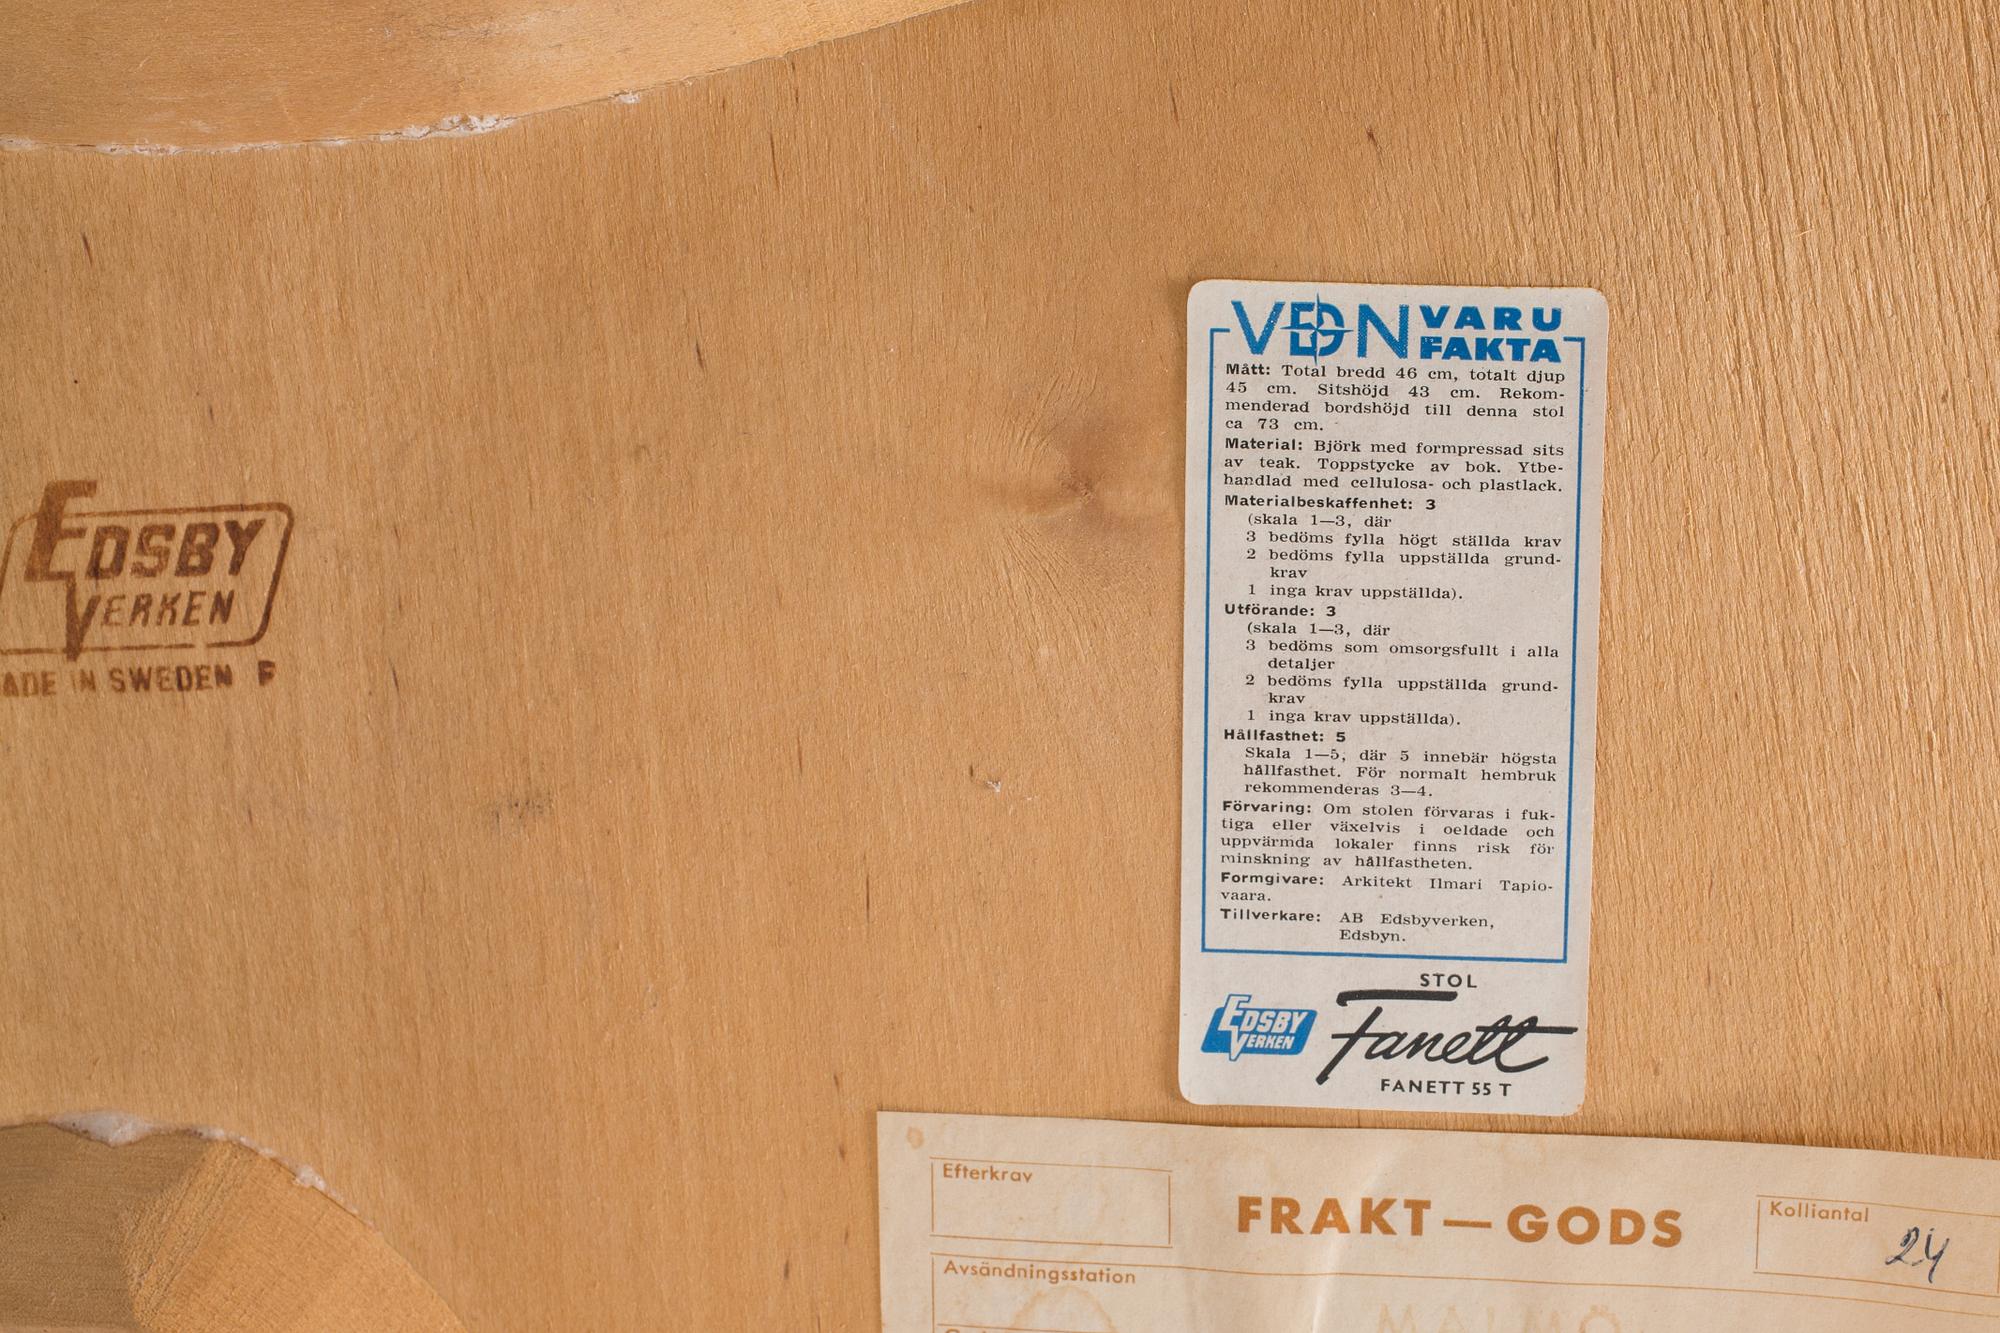 EDSBY
VERKEN
ADE IN SWEDEN F
VDN VARU
FAKTA
Mått: Total bredd 46 cm, totalt djup
45 cm. Sitshöjd 43 cm. Rekom-
menderad bordshöjd till denna stol
ca 73 cm.
Material: Björk med formpressad sits
av teak. Toppstycke av bok. Ytbe-
handlad med cellulosa- och plastlack.
Materialbeskaffenhet: 3
(skala 1—3, där
3 bedöms fylla högt ställda krav
2 bedöms fylla uppställda grund-
krav
1 inga krav uppställda).
Utförande: 3
(skala 1—3, där
3 bedöms som omsorgsfullt i alla
detaljer
2 bedöms fylla uppställda grund-
krav
1 inga krav uppställda).
Hållfasthet: 5
Skala 1—5, där 5 innebär högsta
hållfasthet. För normalt hembruk
rekommenderas 3—4.
Förvaring: Om stolen förvaras i fuk-
tiga eller växelvis i oeldade och
uppvärmda lokaler finns risk för
minskning av hållfastheten.
Formgivare: Arkitekt Ilmari Tapio-
vaara.
Tillverkare: AB Edsbyverken,
Edsbyn.
STOL
EDSBY
VERKEN
Fanett
FANETT 55 T
Efterkrav
FRAKT—GODS
Kolliantal
24
Avsändningsstation
MALMÖ